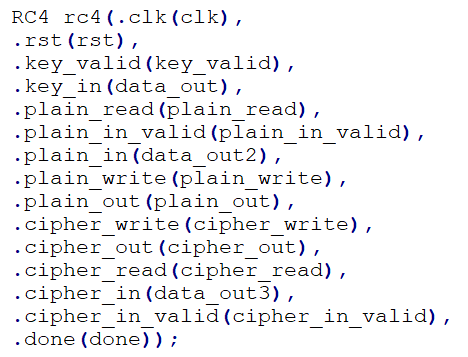 RC4 rc4(.clk(clk),
.rst(rst),
.key_valid(key_valid),
.key_in(data_out),
.plain_read(plain_read),
.plain_in_valid(plain_in_valid),
.plain_in(data_out2),
.plain_write(plain_write),
.plain_out(plain_out),
.cipher_write(cipher_write),
.cipher_out(cipher_out),
.cipher_read(cipher_read),
.cipher_in(data_out3),
.cipher_in_valid(cipher_in_valid),
.done(done));